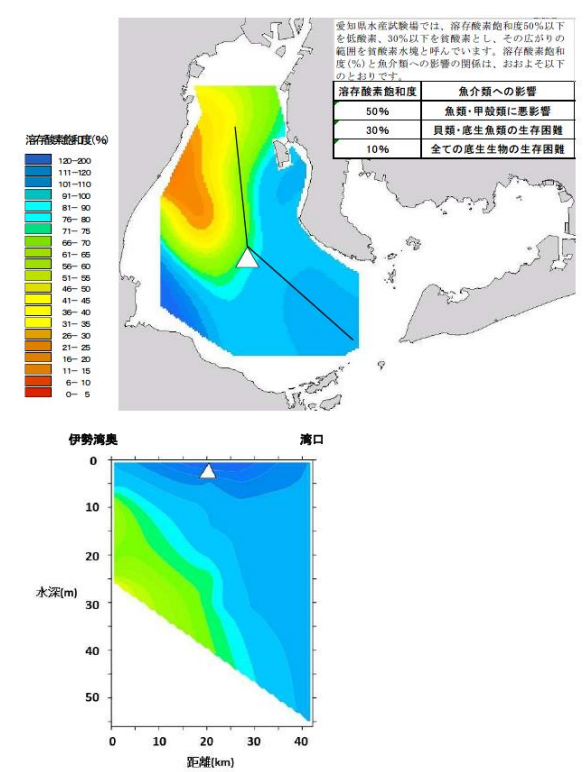 愛知県水産試験場では、溶存酸素飽和度50%以下
を低酸素、30%以下を貧酸素とし、その広がりの
範囲を貧酸素水塊と呼んでいます。溶存酸素飽和
度(%)と魚介類への影響の関係は、おおよそ以下
のとおりです。
溶存酸素飽和度 魚介類への影響
50% 魚類・甲殻類に悪影響
30% 貝類・底生魚類の生存困難
10% 全ての底生生物の生存困難
溶存酸素飽和度(%)
120-200
111-120
101-110
91-100
81- 90
76- 80
71- 75
66- 70
61- 65
56- 60
51- 55
46- 50
41- 45
36- 40
31- 35
26- 30
21- 25
16- 20
11- 15
6- 10
0- 5
伊勢湾奥 湾口
0
10
20
30
40
50
水深(m)
0 10 20 30 40
距離(km)